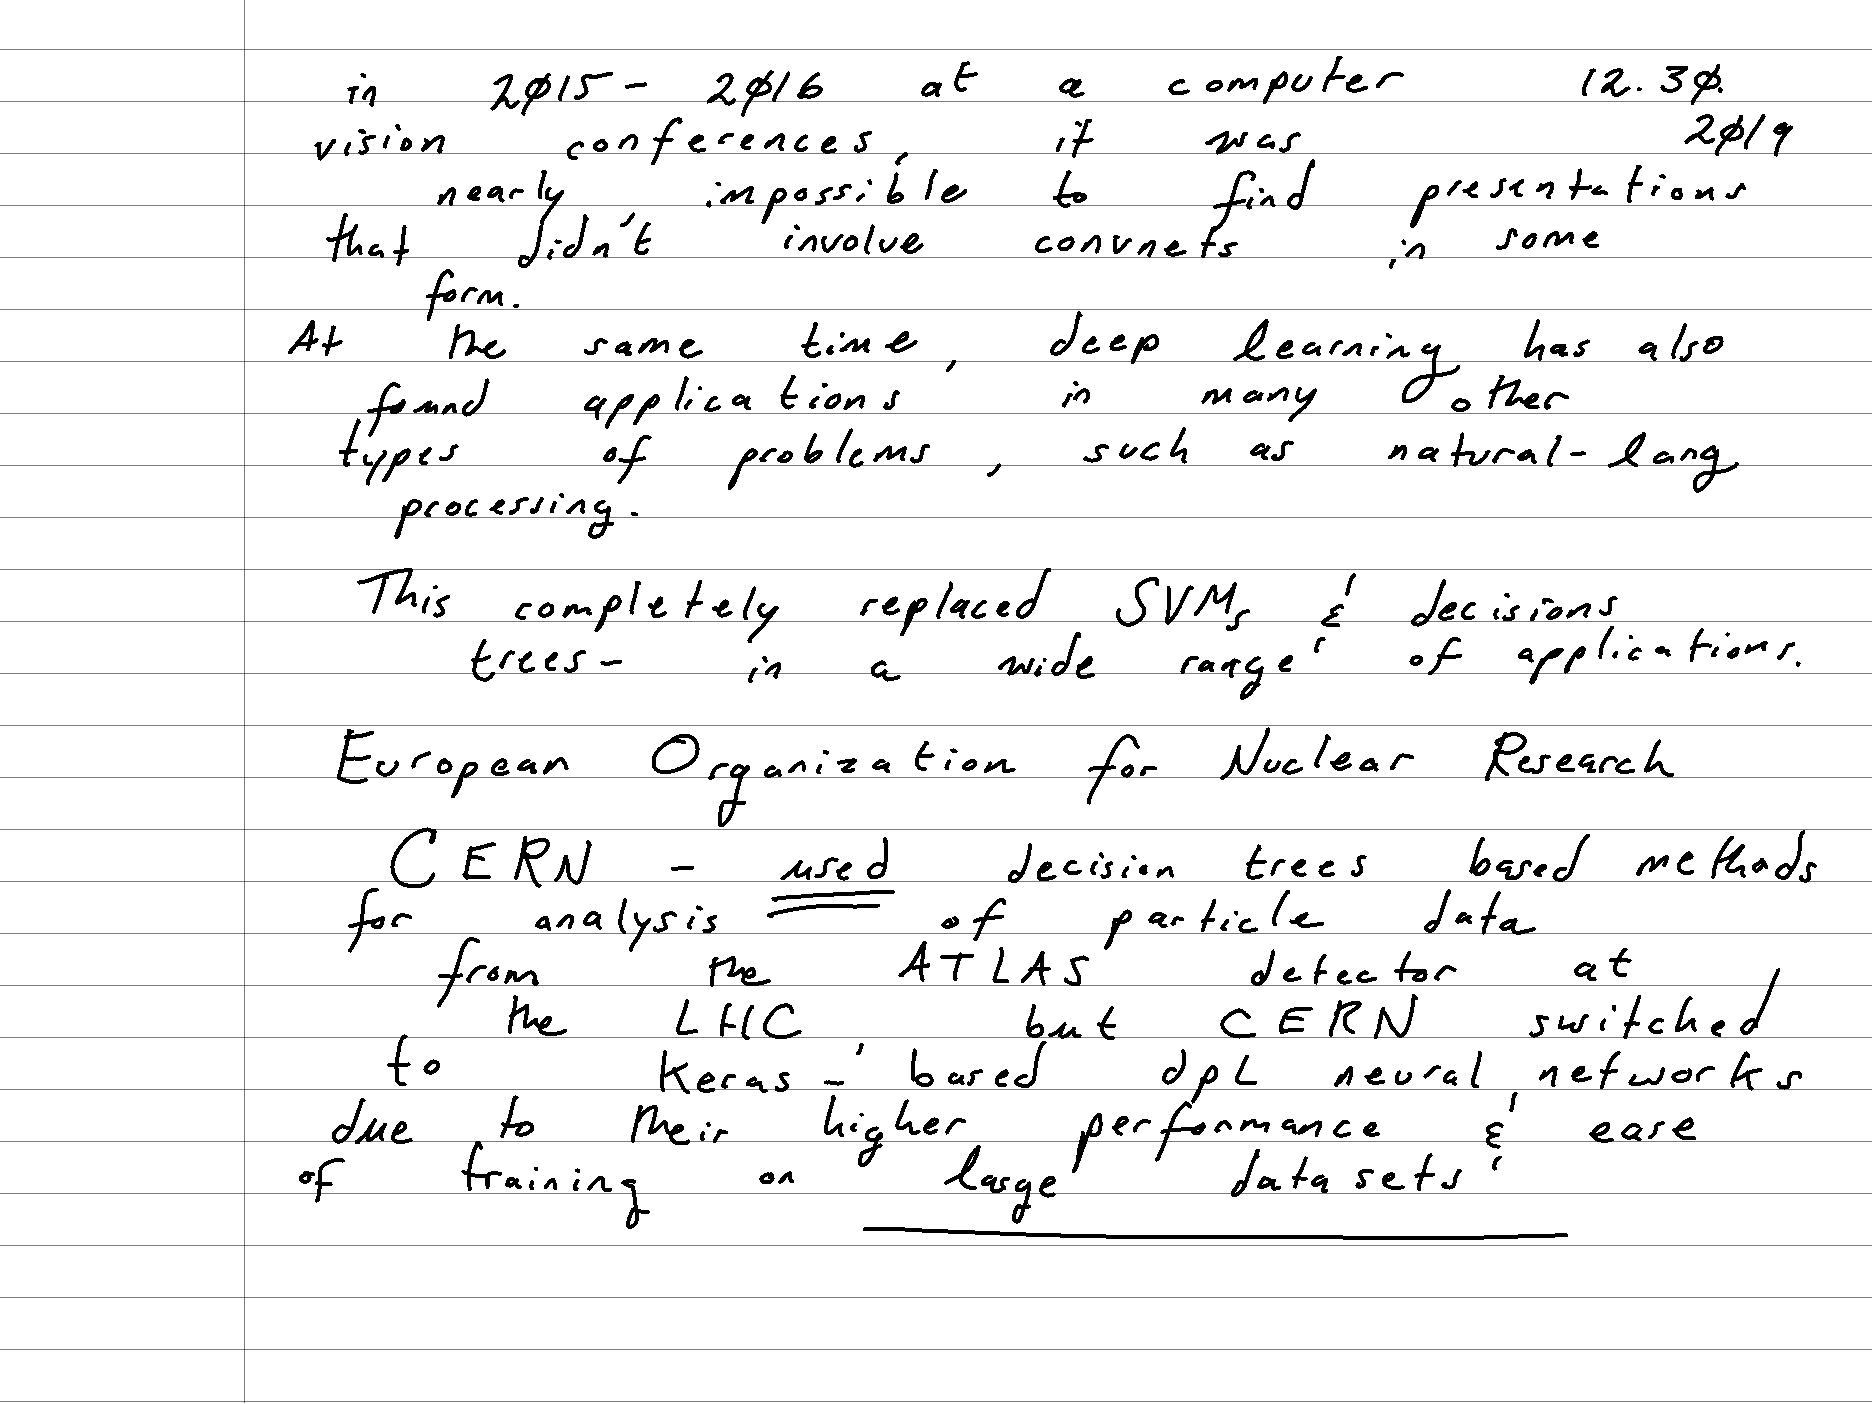 in 2015- 2016 at a computer 12.30.
vision conferences, it was 2019
nearly impossible to find presentations
that didn't involve convnets in some
form.
At the same time, deep learning has also
found applications in many other
types of problems, such as natural-lang
processing.
This completely replaced SVMs & decisions
trees- in a wide range of applications.
European Organization for Nuclear Research
CERN - used decision trees based methods
for analysis of particle data
from the ATLAS detector at
the LHC, but CERN switched
to Keras-based dpL neural networks
due to their higher performance & ease
of training on large datasets